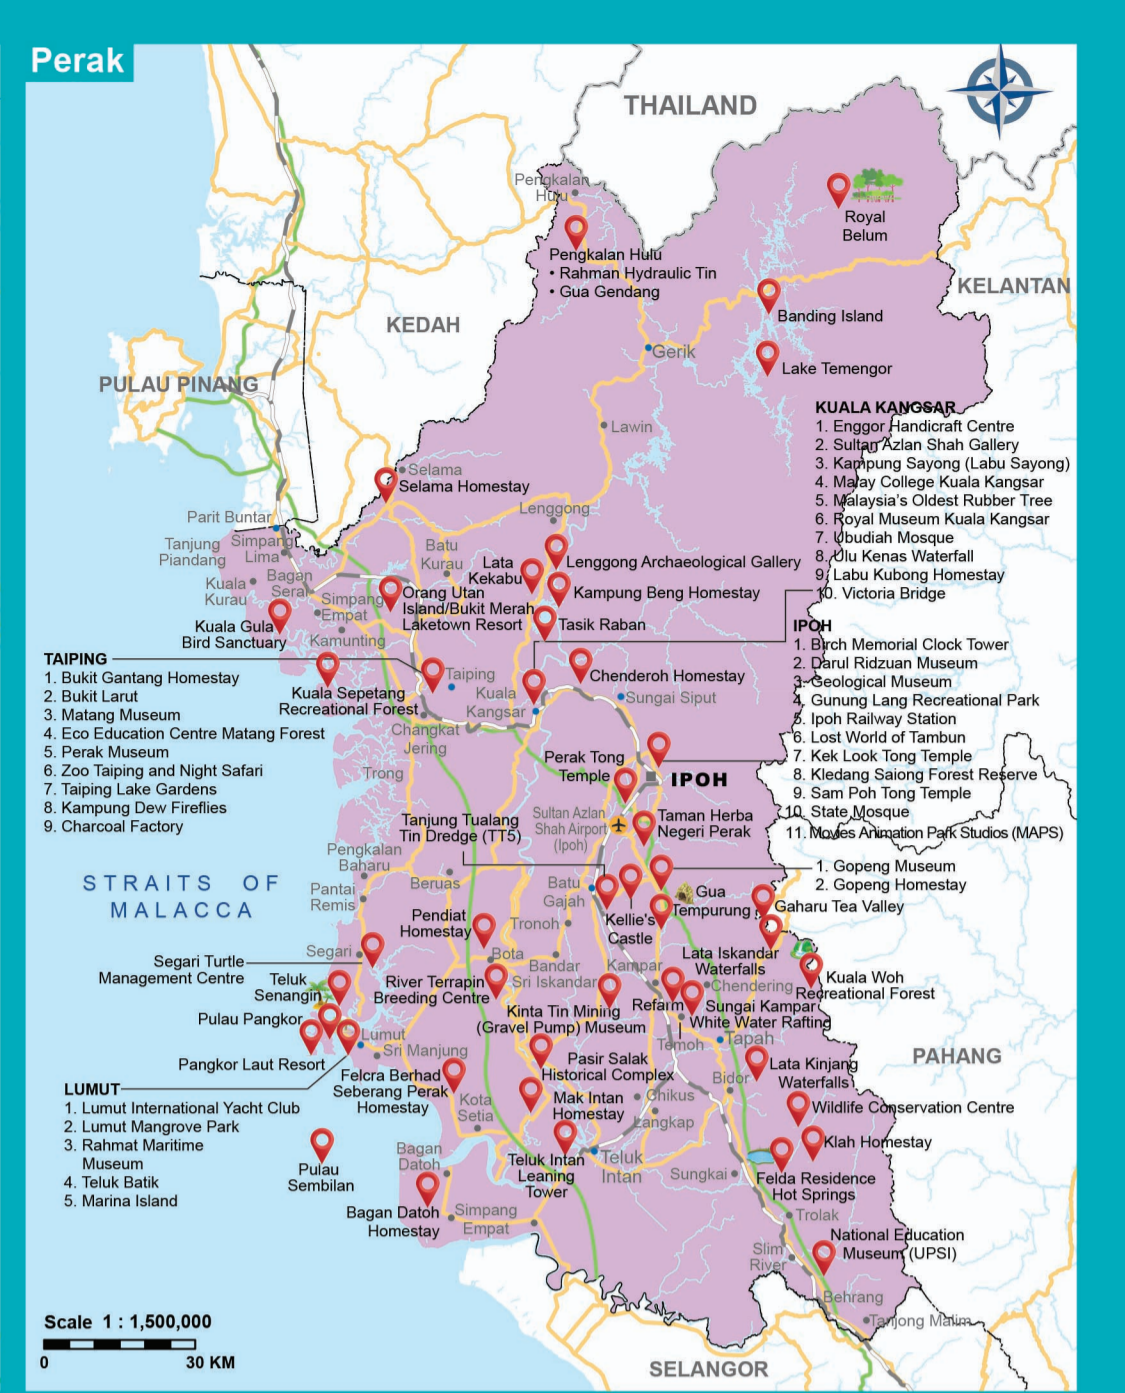 Perak
THAILAND
Pengkalan
Hulu
Royal
Belum
Pengkalan Hulu
• Rahman Hydraulic Tin
• Gua Gendang
KELANTAN
Banding Island
KEDAH
Gerik
Lake Temengor
PULAU PINANG
KUALA KANGSAR
1. Enggor Handicraft Centre
2. Sultan Azlan Shah Gallery
3. Kampung Sayong (Labu Sayong)
4. Malay College Kuala Kangsar
5. Malaysia's Oldest Rubber Tree
6. Royal Museum Kuala Kangsar
7. Ubudiah Mosque
8. Ulu Kenas Waterfall
9. Labu Kubong Homestay
10. Victoria Bridge
Lawin
Selama
Selama Homestay
Lenggong
Parit Buntar
Tanjung
Piandang
Simpang
Lima
Batu
Kurau
Lata
Kekabu
Lenggong Archaeological Gallery
Kuala
Kurau
Bagan
Serai
Simpang
Empat
Orang Utan
Island/Bukit Merah
Laketown Resort
Kampung Beng Homestay
Tasik Raban
Kuala Gula
Bird Sanctuary
Kamunting
IPOH
1. Birch Memorial Clock Tower
2. Darul Ridzuan Museum
3. Geological Museum
4. Gunung Lang Recreational Park
5. Ipoh Railway Station
6. Lost World of Tambun
7. Kek Look Tong Temple
8. Kledang Saiong Forest Reserve
9. Sam Poh Tong Temple
10. State Mosque
11. Movies Animation Park Studios (MAPS)
TAIPING
1. Bukit Gantang Homestay
2. Bukit Larut
3. Matang Museum
4. Eco Education Centre Matang Forest
5. Perak Museum
6. Zoo Taiping and Night Safari
7. Taiping Lake Gardens
8. Kampung Dew Fireflies
9. Charcoal Factory
Kuala Sepetang
Recreational Forest
Taiping
Kuala
Kangsar
Chenderoh Homestay
Sungai Siput
Changkat
Jering
Trong
Perak Tong
Temple
IPOH
Tanjung Tualang
Tin Dredge (TT5)
Sultan Azlan
Shah Airport
(Ipoh)
Taman Herba
Negeri Perak
Pengkalan
Baharu
1. Gopeng Museum
2. Gopeng Homestay
STRAITS OF
MALACCA
Pantai
Remis
Beruas
Batu
Gajah
Gua
Tempurung
Gaharu Tea Valley
Pendiat
Homestay
Tronoh
Kellie's
Castle
Segari
Segari Turtle
Management Centre
Bota
Bandar
Sri Iskandar
Kampar
Lata Iskandar
Waterfalls
Kuala Woh
Recreational Forest
Teluk
Senangin
River Terrapin
Breeding Centre
Chendering
Refarm
Sungai Kampar
White Water Rafting
Pulau Pangkor
Kinta Tin Mining
(Gravel Pump) Museum
Lumut
Sri Manjung
Temoh
Tapah
PAHANG
Pangkor Laut Resort
Pasir Salak
Historical Complex
Lata Kinjang
Waterfalls
LUMUT
1. Lumut International Yacht Club
2. Lumut Mangrove Park
3. Rahmat Maritime
Museum
4. Teluk Batik
5. Marina Island
Felcra Berhad
Seberang Perak
Homestay
Kota
Setia
Mak Intan
Homestay
Chikus
Langkap
Bidor
Wildlife Conservation Centre
Klah Homestay
Pulau
Sembilan
Bagan
Datoh
Teluk Intan
Leaning
Tower
Teluk
Intan
Sungkai
Felda Residence
Hot Springs
Bagan Datoh
Homestay
Simpang
Empat
Trolak
National Education
Museum (UPSI)
Slim
River
Behrang
Tanjong Malim
Scale 1 : 1,500,000
0 30 KM
SELANGOR